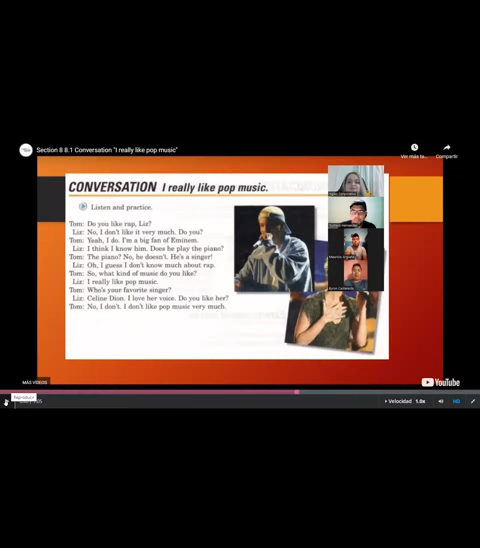 Section 8 8.1 Conversation "I really like pop music"
Ver más ta...
Compartir
CONVERSATION I really like pop music.
Listen and practice.
Tom: Do you like rap, Liz?
Liz: No, I don't like it very much. Do you?
Tom: Yeah, I do. I'm a big fan of Eminem.
Liz: I think I know him. Does he play the piano?
Tom: The piano? No, he doesn't. He's a singer!
Liz: Oh, I guess I don't know much about rap.
Tom: So, what kind of music do you like?
Liz: I really like pop music.
Tom: Who's your favorite singer?
Liz: Celine Dion. I love her voice. Do you like her?
Tom: No, I don't. I don't like pop music very much.
MÁS VÍDEOS
YouTube
Reproducir
Velocidad 1.0x
HD